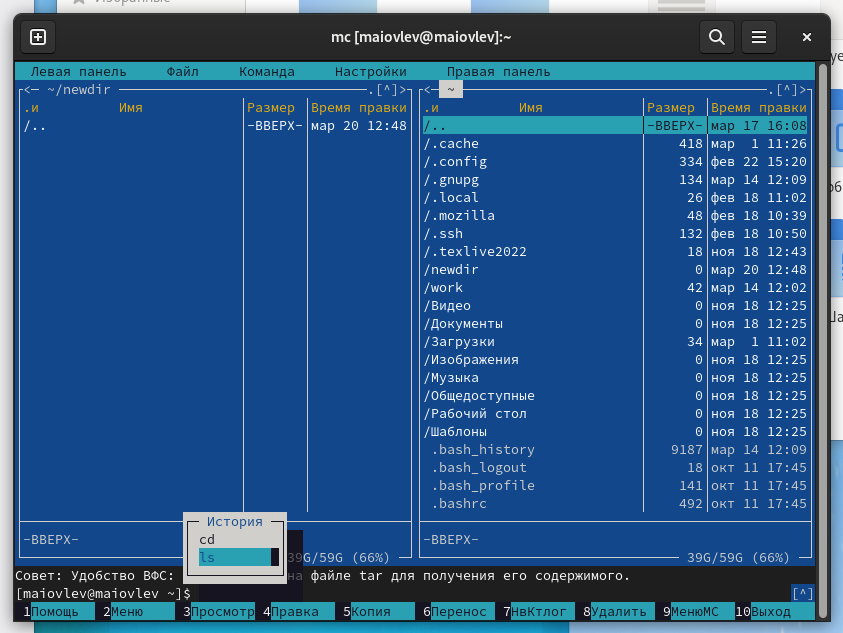 Избранные
mc [maiovlev@maiovlev]:~
Левая панель Файл Команда Настройки Правая панель
<— ~/newdir .[^]>
.и Имя Размер Время правки
/.. -ВВЕРХ- мар 20 12:48
-ВВЕРХ-
39G/59G (66%)
<— ~ .[^]>
.и Имя Размер Время правки
/.. -ВВЕРХ- мар 17 16:08
/.cache 418 мар 1 11:26
/.config 334 фев 22 15:20
/.gnupg 134 мар 14 12:09
/.local 26 фев 18 11:02
/.mozilla 48 фев 18 10:39
/.ssh 132 фев 18 10:50
/.texlive2022 18 ноя 18 12:43
/newdir 0 мар 20 12:48
/work 42 мар 14 12:02
/Видео 0 ноя 18 12:25
/Документы 0 ноя 18 12:25
/Загрузки 34 мар 1 11:02
/Изображения 0 ноя 18 12:25
/Музыка 0 ноя 18 12:25
/Общедоступные 0 ноя 18 12:25
/Рабочий стол 0 ноя 18 12:25
/Шаблоны 0 ноя 18 12:25
.bash_history 9187 мар 14 12:09
.bash_logout 18 окт 11 17:45
.bash_profile 141 окт 11 17:45
.bashrc 492 окт 11 17:45
-ВВЕРХ-
39G/59G (66%)
История
cd
ls
Совет: Удобство ВФС: на файле tar для получения его содержимого.
[maiovlev@maiovlev ~]$ [^]
1Помощь 2Меню 3Просмотр 4Правка 5Копия 6Перенос 7НвКтлог 8Удалить 9МенюМС 10Выход